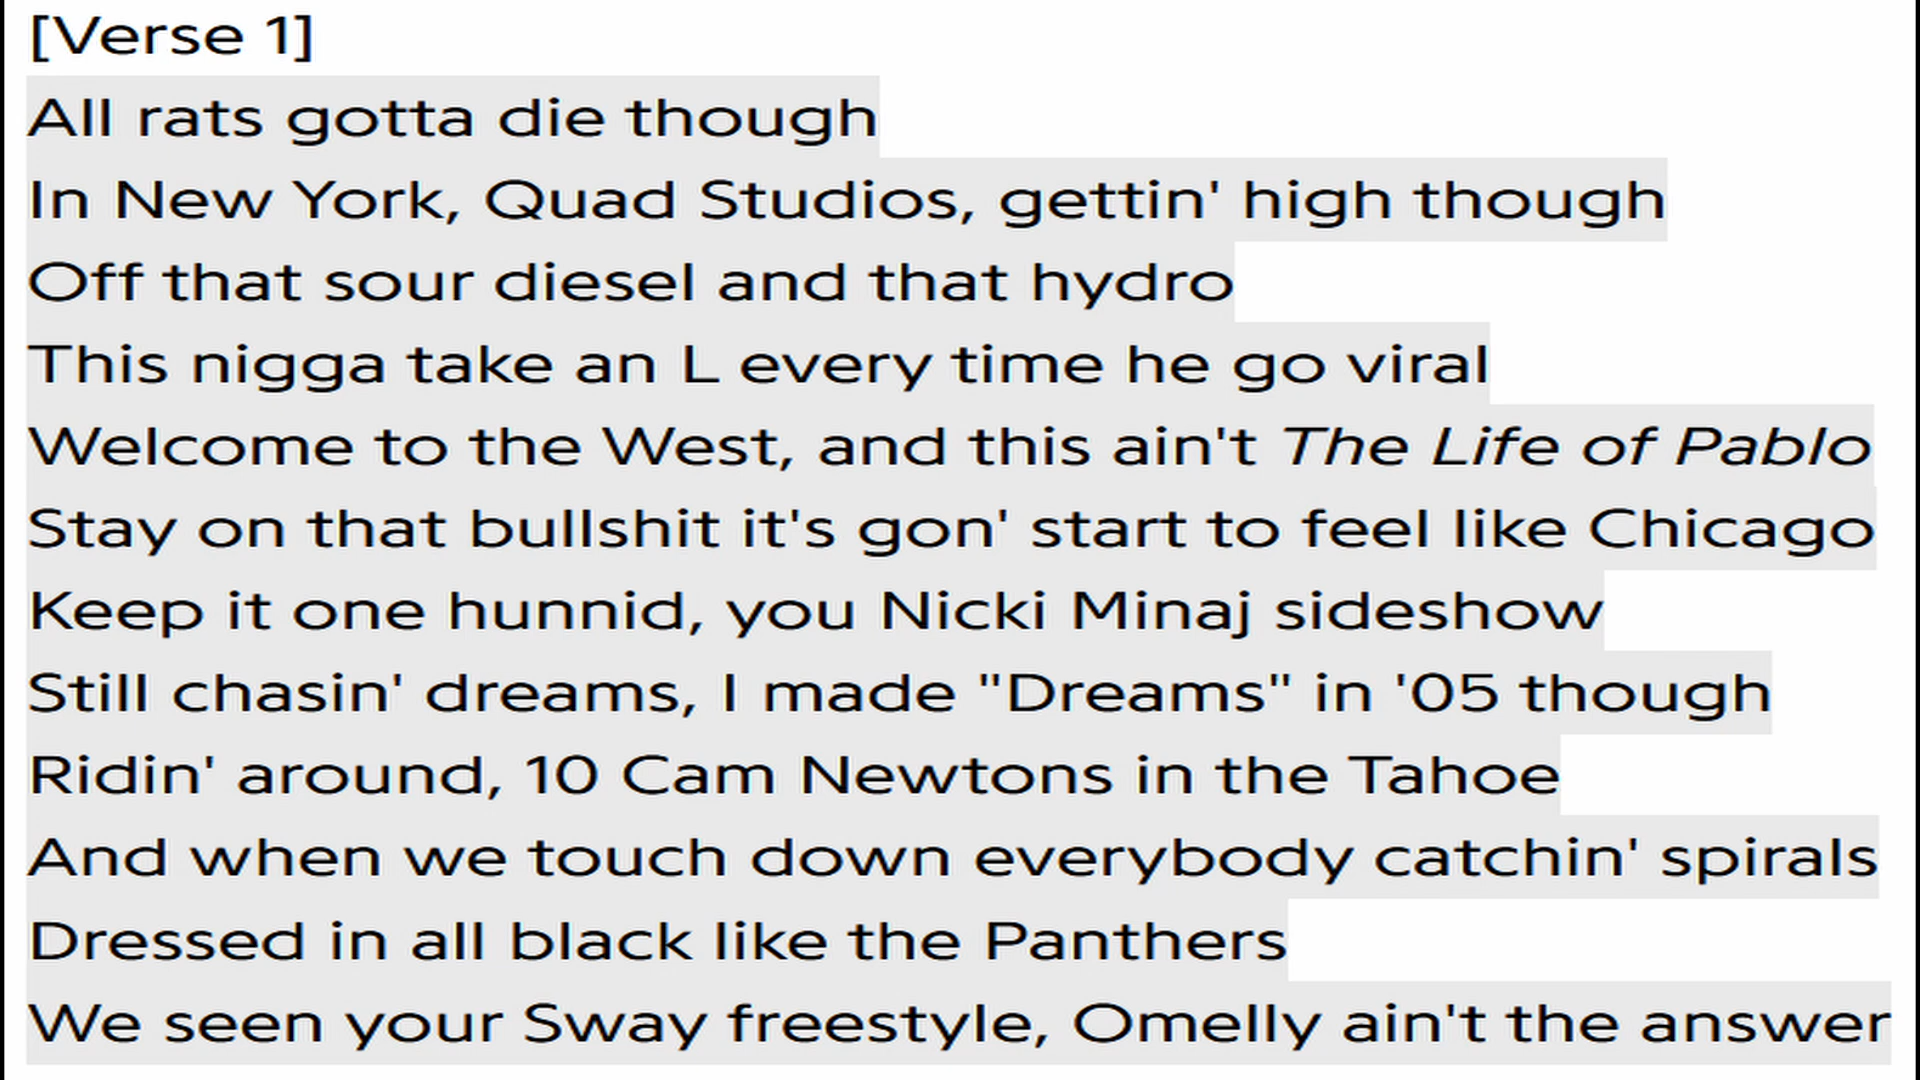 [Verse 1]
All rats gotta die though
In New York, Quad Studios, gettin' high though
Off that sour diesel and that hydro
This nigga take an L every time he go viral
Welcome to the West, and this ain't The Life of Pablo
Stay on that bullshit it's gon' start to feel like Chicago
Keep it one hunnid, you Nicki Minaj sideshow
Still chasin' dreams, I made "Dreams" in '05 though
Ridin' around, 10 Cam Newtons in the Tahoe
And when we touch down everybody catchin' spirals
Dressed in all black like the Panthers
We seen your Sway freestyle, Omelly ain't the answer